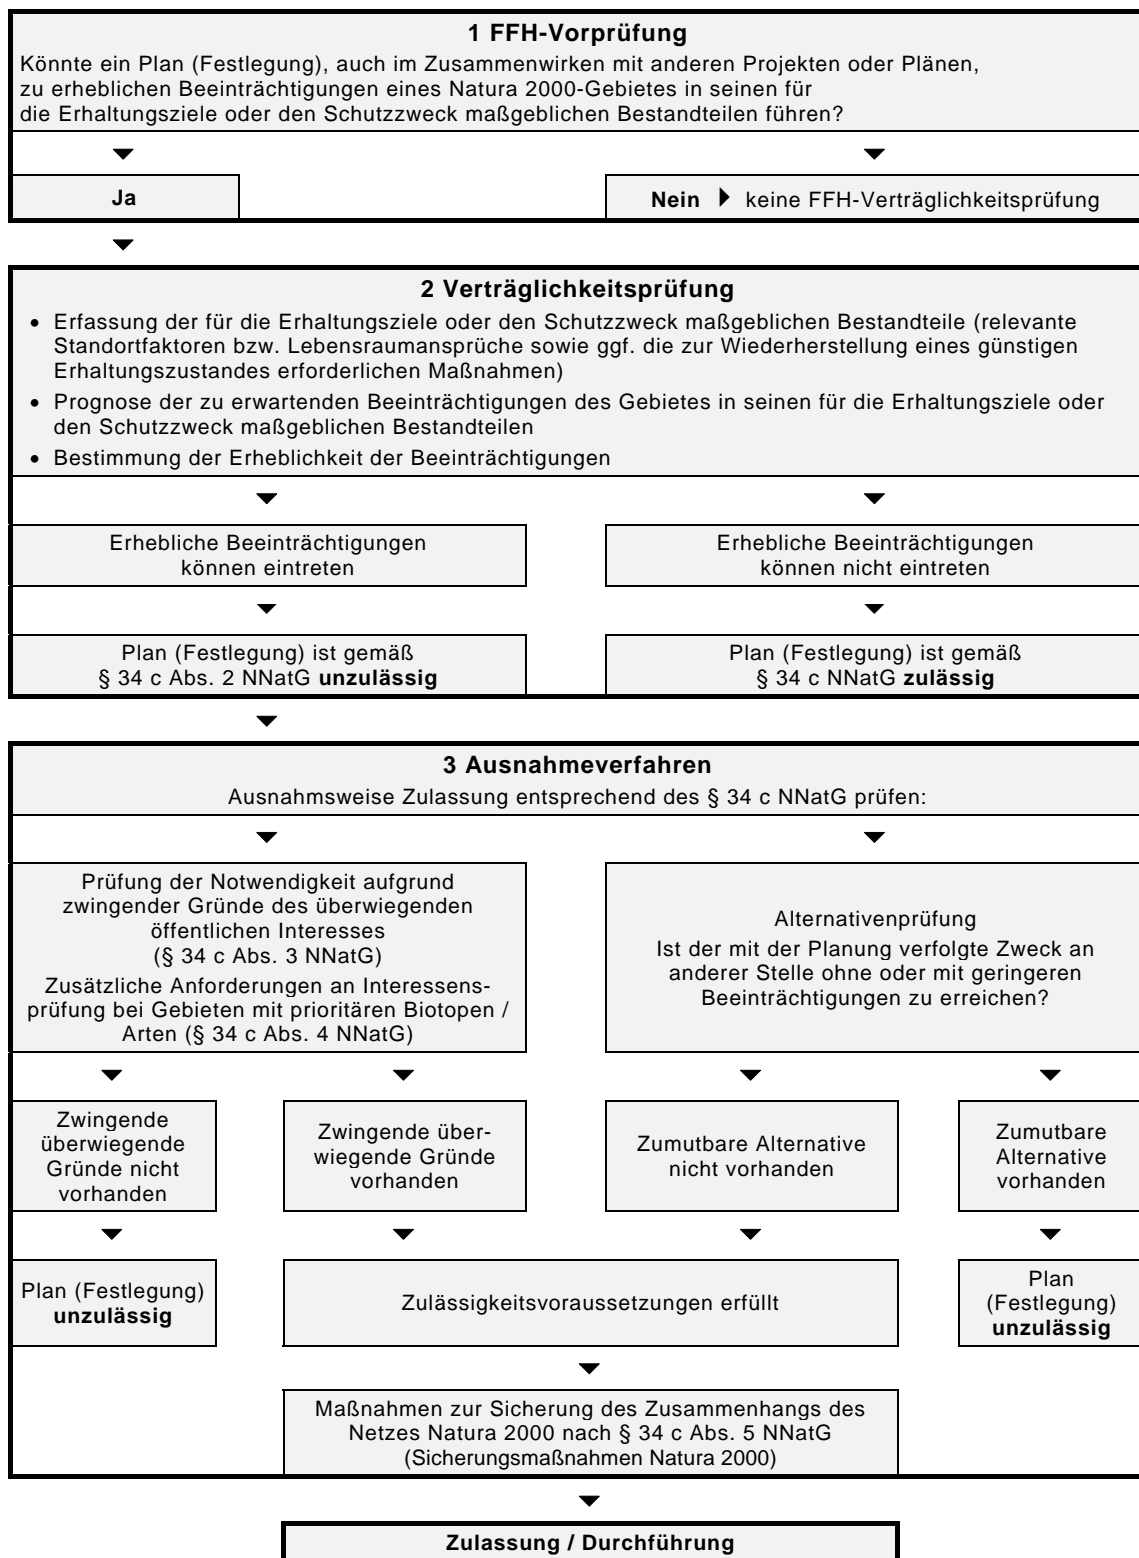 1 FFH-Vorprüfung
Könnte ein Plan (Festlegung), auch im Zusammenwirken mit anderen Projekten oder Plänen,
zu erheblichen Beeinträchtigungen eines Natura 2000-Gebietes in seinen für
die Erhaltungsziele oder den Schutzzweck maßgeblichen Bestandteilen führen?
Ja
Nein ▶ keine FFH-Verträglichkeitsprüfung
2 Verträglichkeitsprüfung
• Erfassung der für die Erhaltungsziele oder den Schutzzweck maßgeblichen Bestandteile (relevante
Standortfaktoren bzw. Lebensraumansprüche sowie ggf. die zur Wiederherstellung eines günstigen
Erhaltungszustandes erforderlichen Maßnahmen)
• Prognose der zu erwartenden Beeinträchtigungen des Gebietes in seinen für die Erhaltungsziele oder
den Schutzzweck maßgeblichen Bestandteilen
• Bestimmung der Erheblichkeit der Beeinträchtigungen
Erhebliche Beeinträchtigungen
können eintreten
Erhebliche Beeinträchtigungen
können nicht eintreten
Plan (Festlegung) ist gemäß
§ 34 c Abs. 2 NNatG unzulässig
Plan (Festlegung) ist gemäß
§ 34 c NNatG zulässig
3 Ausnahmeverfahren
Ausnahmsweise Zulassung entsprechend des § 34 c NNatG prüfen:
Prüfung der Notwendigkeit aufgrund
zwingender Gründe des überwiegenden
öffentlichen Interesses
(§ 34 c Abs. 3 NNatG)
Zusätzliche Anforderungen an Interessens-
prüfung bei Gebieten mit prioritären Biotopen /
Arten (§ 34 c Abs. 4 NNatG)
Alternativenprüfung
Ist der mit der Planung verfolgte Zweck an
anderer Stelle ohne oder mit geringeren
Beeinträchtigungen zu erreichen?
Zwingende
überwiegende
Gründe nicht
vorhanden
Zwingende über-
wiegende Gründe
vorhanden
Zumutbare Alternative
nicht vorhanden
Zumutbare
Alternative
vorhanden
Plan (Festlegung)
unzulässig
Zulässigkeitsvoraussetzungen erfüllt
Plan
(Festlegung)
unzulässig
Maßnahmen zur Sicherung des Zusammenhangs des
Netzes Natura 2000 nach § 34 c Abs. 5 NNatG
(Sicherungsmaßnahmen Natura 2000)
Zulassung / Durchführung